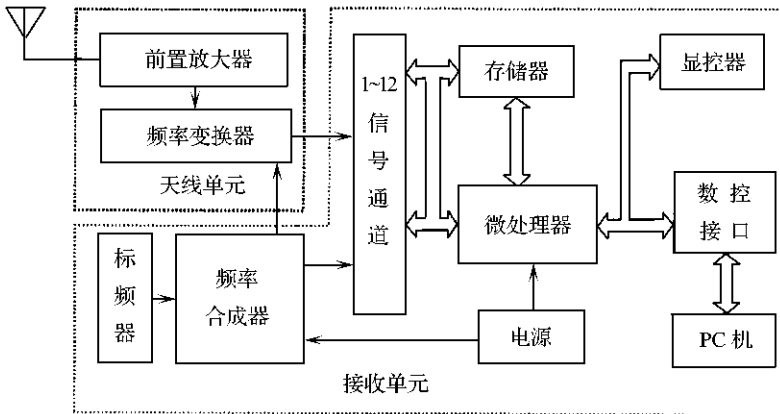 前置放大器
频率变换器
天线单元
1~12
信
号
通
道
存储器
显控器
微处理器
数 控
接 口
标
频
器
频率
合成器
电源
PC 机
接收单元